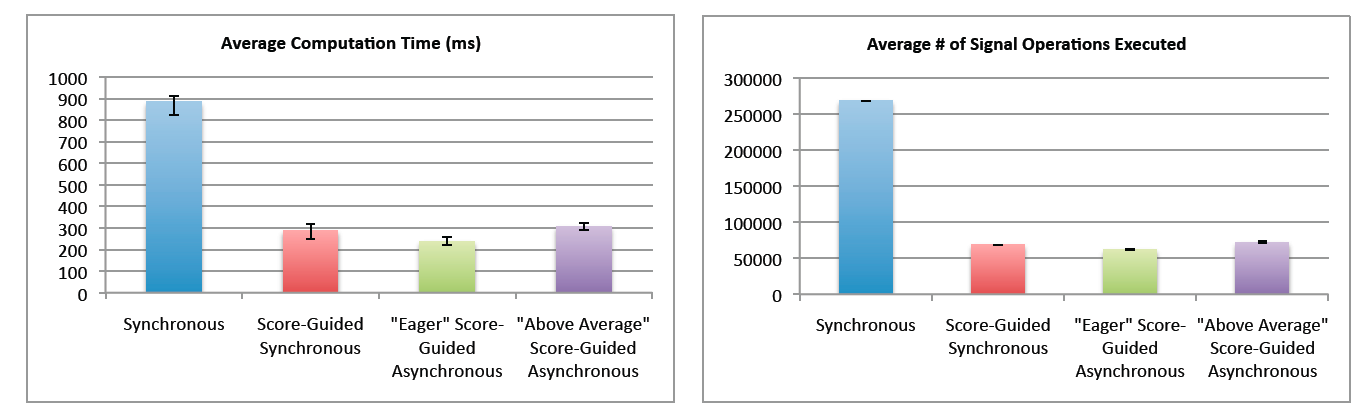 Average Computation Time (ms)
1000
900
800
700
600
500
400
300
200
100
0
Synchronous
Score-Guided
Synchronous
"Eager" Score-
Guided
Asynchronous
"Above Average"
Score-Guided
Asynchronous
Average # of Signal Operations Executed
300000
250000
200000
150000
100000
50000
0
Synchronous
Score-Guided
Synchronous
"Eager" Score-
Guided
Asynchronous
"Above Average"
Score-Guided
Asynchronous